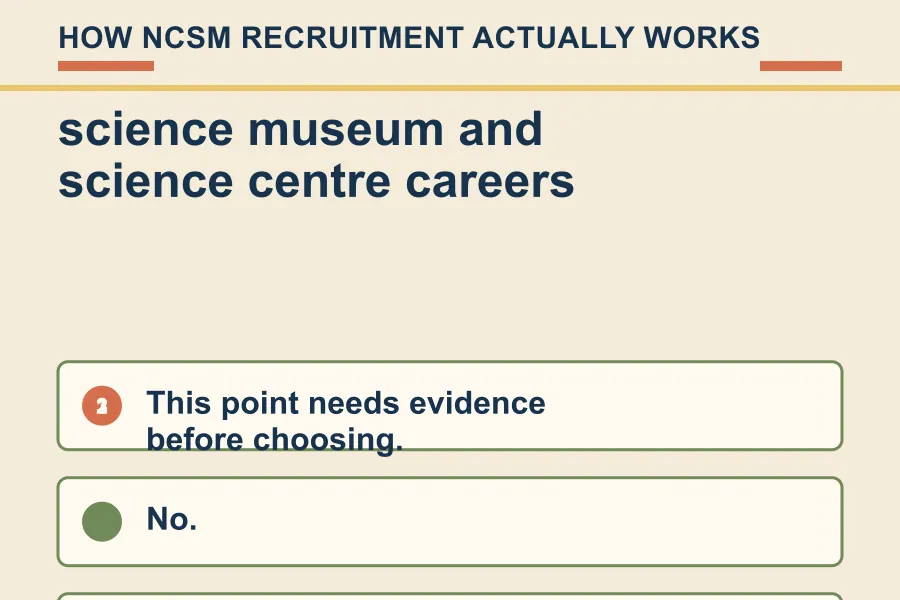 HOW NCSM RECRUITMENT ACTUALLY WORKS
science museum and
science centre careers
This point needs evidence
before choosing.
No.